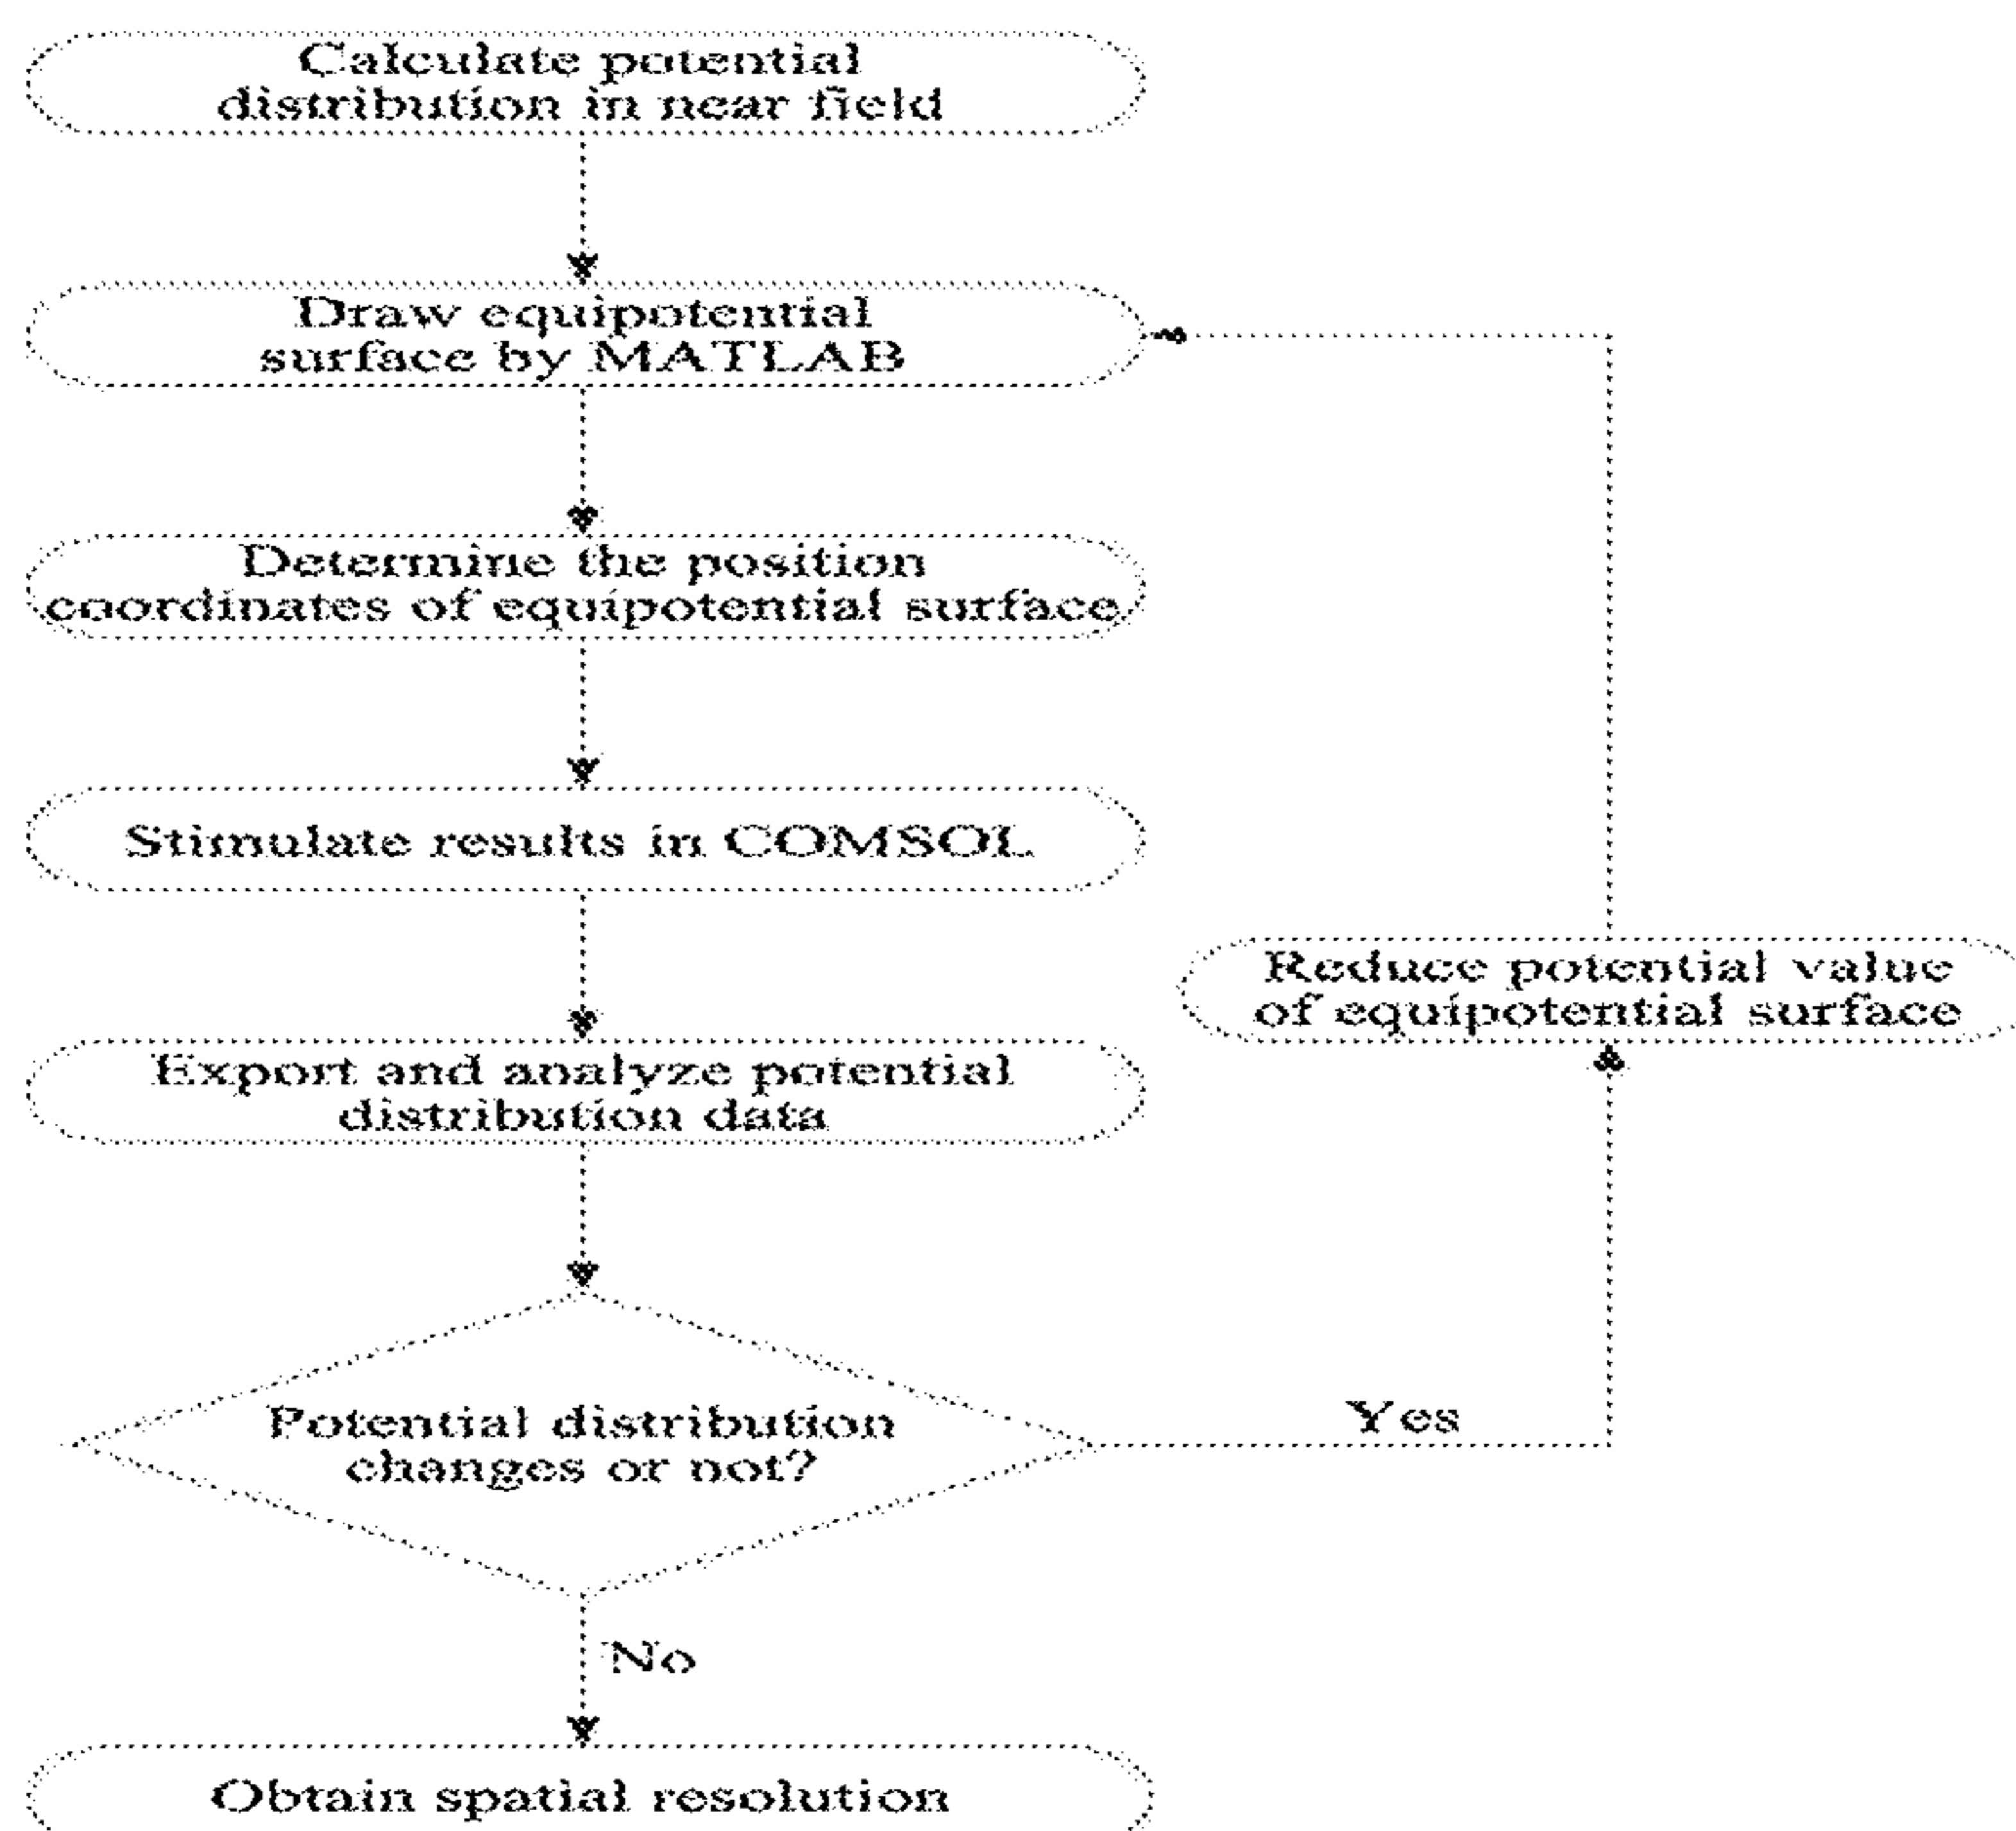 Calculate potential
distribution in near field
Draw equipotential
surface by MATLAB
Determine the position
coordinates of equipotential surface
Stimulate results in COMSOL
Reduce potential value
of equipotential surface
Export and analyze potential
distribution data
Potential distribution
changes or not?
Yes
No
Obtain spatial resolution